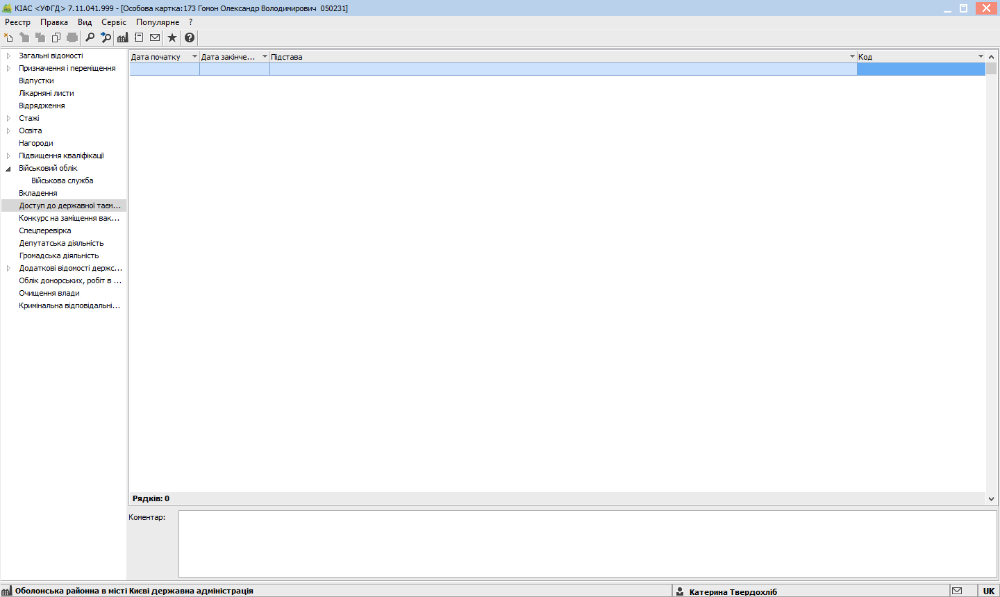 КІАС <УФГД> 7.11.041.999 - [Особова картка:173 Гомон Олександр Володимирович  050231]
Реєстр Правка Вид Сервіс Популярне ?
Загальні відомості
Призначення і переміщення
Відпустки
Лікарняні листи
Відрядження
Стажі
Освіта
Нагороди
Підвищення кваліфікації
Військовий облік
Військова служба
Вкладення
Доступ до державної таєм...
Конкурс на заміщення вак...
Спецперевірка
Депутатська діяльність
Громадська діяльність
Додаткові відомості держс...
Облік донорських, робіт в ...
Очищення влади
Кримінальна відповідальні...
Дата початку Дата закінче... Підстава Код
Рядків: 0
Коментар:
Оболонська районна в місті Києві державна адміністрація Катерина Твердохліб UK